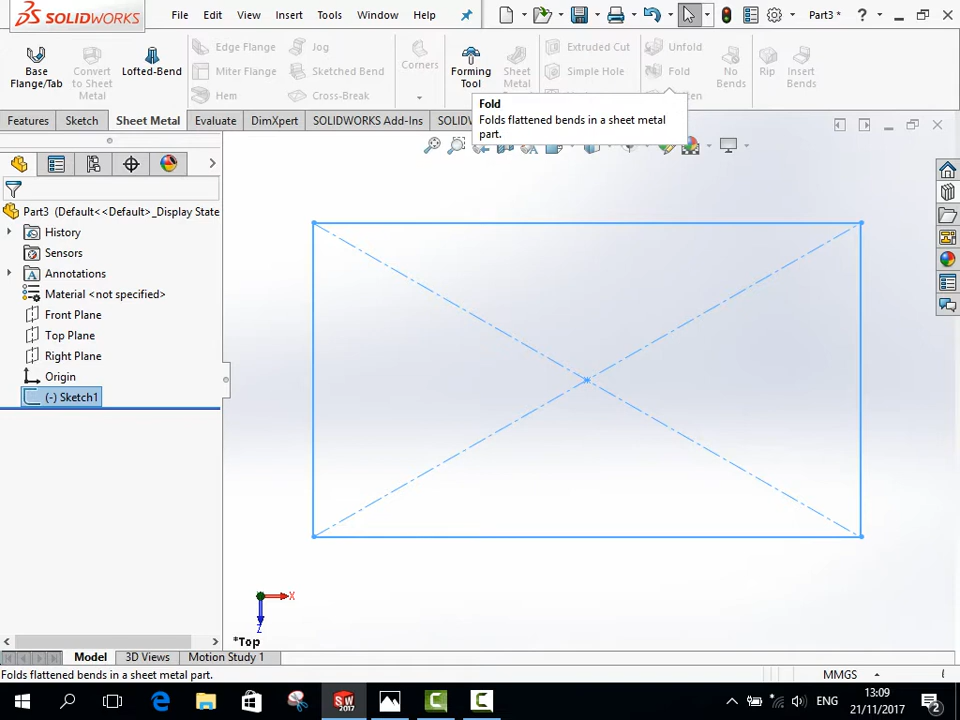 3S SOLIDWORKS File Edit View Insert Tools Window Help Part3 * ?
Base
Flange/Tab
Convert
to Sheet
Metal
Lofted-Bend
Edge Flange
Miter Flange
Hem
Jog
Sketched Bend
Cross-Break
Corners
Forming
Tool
Sheet
Extruded Cut
Simple Hole
Unfold
Fold
No
Bends
Rip
Insert
Bends
Fold
Folds flattened bends in a sheet metal
part.
Features Sketch Sheet Metal Evaluate DimXpert SOLIDWORKS Add-Ins
Part3 (Default<<Default>_Display State
History
Sensors
Annotations
Material <not specified>
Front Plane
Top Plane
Right Plane
Origin
(-) Sketch1
X
Z
*Top
Model 3D Views Motion Study 1
Folds flattened bends in a sheet metal part. MMGS
SW
2017
ENG
13:09
21/11/2017
2